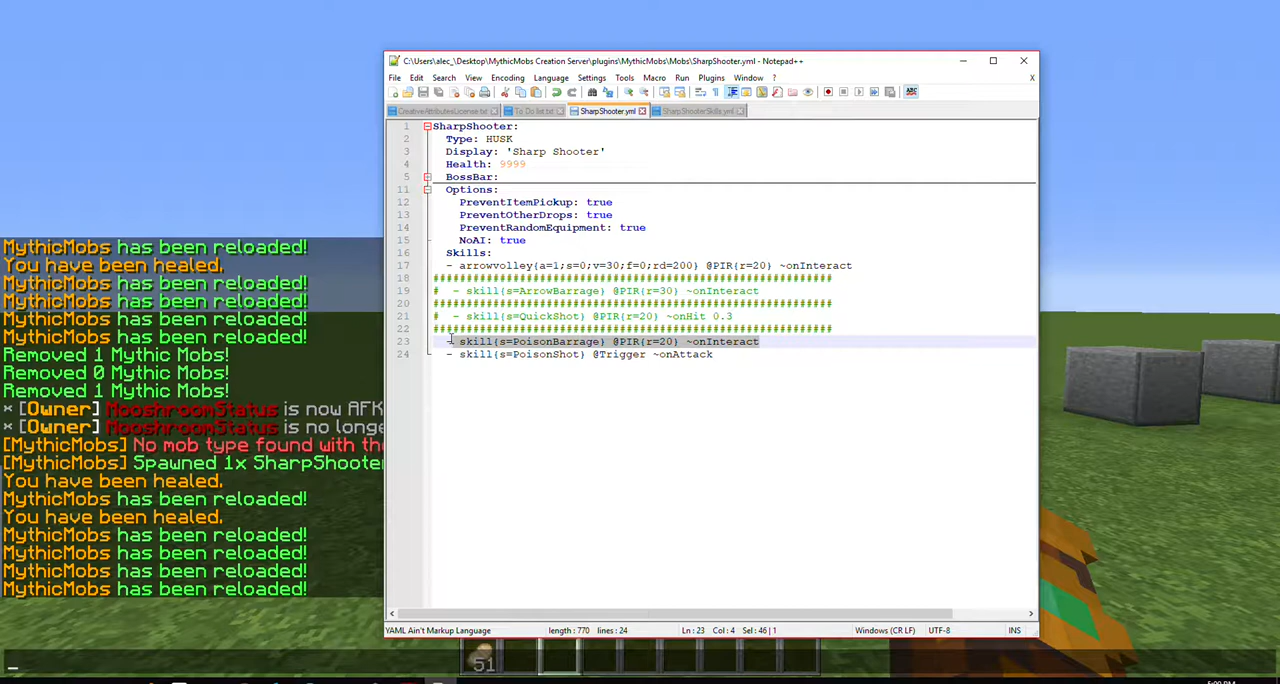 C:\Users\alec_\Desktop\MythicMobs Creation Server\plugins\MythicMobs\Mobs\SharpShooter.yml - Notepad++
File Edit Search View Encoding Language Settings Tools Macro Run Plugins Window ? X
CreativeAttributesLicense.txt To Do list.txt SharpShooter.yml SharpShooterSkills.yml
1 SharpShooter:
2 Type: HUSK
3 Display: 'Sharp Shooter'
4 Health: 9999
5 BossBar:
11 Options:
12 PreventItemPickup: true
13 PreventOtherDrops: true
14 PreventRandomEquipment: true
15 NoAI: true
16 Skills:
17 - arrowvolley{a=1;s=0;v=30;f=0;rd=200} @PIR{r=20} ~onInteract
18 ############################################################
19 # - skill{s=ArrowBarrage} @PIR{r=30} ~onInteract
20 ############################################################
21 # - skill{s=QuickShot} @PIR{r=20} ~onHit 0.3
22 ############################################################
23 - skill{s=PoisonBarrage} @PIR{r=20} ~onInteract
24 - skill{s=PoisonShot} @Trigger ~onAttack
YAML Ain't Markup Language length: 770 lines: 24 Ln: 23 Col: 4 Sel: 46 | 1 Windows (CR LF) UTF-8 INS
MythicMobs has been reloaded!
You have been healed.
MythicMobs has been reloaded!
MythicMobs has been reloaded!
MythicMobs has been reloaded!
MythicMobs has been reloaded!
Removed 1 Mythic Mobs!
Removed 0 Mythic Mobs!
Removed 1 Mythic Mobs!
* [Owner] MooshroomStatus is now AFK
* [Owner] MooshroomStatus is no longe
[MythicMobs] No mob type found with the
[MythicMobs] Spawned 1x SharpShooter
You have been healed.
MythicMobs has been reloaded!
You have been healed.
MythicMobs has been reloaded!
MythicMobs has been reloaded!
MythicMobs has been reloaded!
MythicMobs has been reloaded!
51